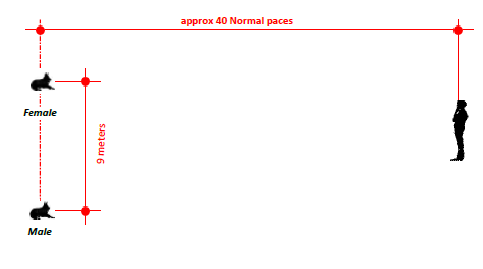 approx 40 Normal paces
Female
9 meters
Male